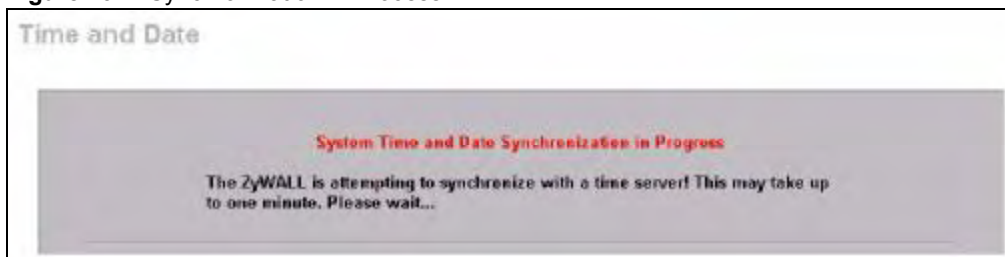 Time and Date
System Time and Date Synchronization in Progress
The ZyWALL is attempting to synchronize with a time server! This may take up
to one minute. Please wait...